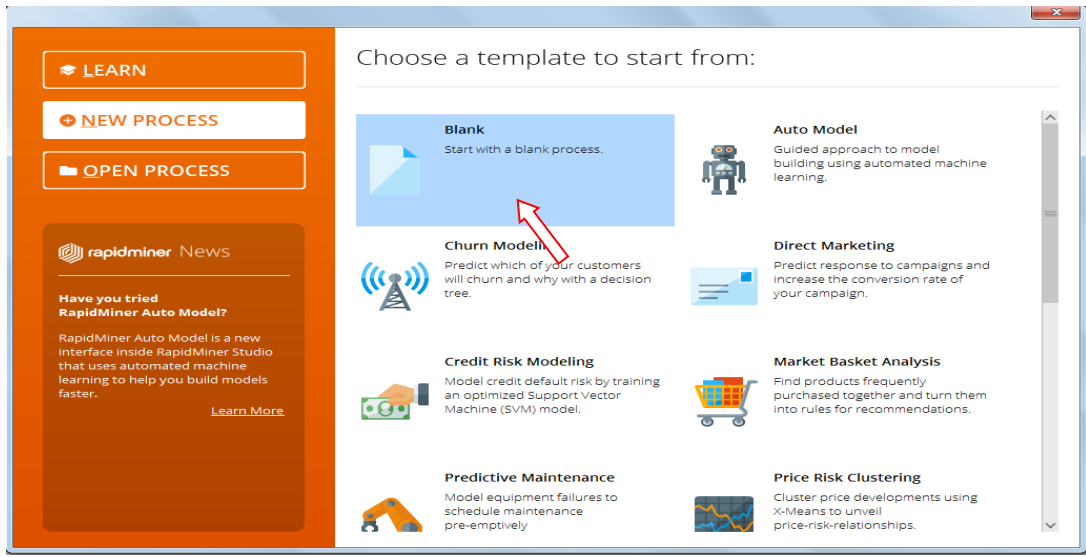 LEARN
NEW PROCESS
OPEN PROCESS
rapidminer News
Have you tried
RapidMiner Auto Model?
RapidMiner Auto Model is a new
interface inside RapidMiner Studio
that uses automated machine
learning to help you build models
faster.
Learn More
Choose a template to start from:
Blank
Start with a blank process.
Auto Model
Guided approach to model
building using automated machine
learning.
Churn Modeling
Predict which of your customers
will churn and why with a decision
tree.
Direct Marketing
Predict response to campaigns and
increase the conversion rate of
your campaign.
Credit Risk Modeling
Model credit default risk by training
an optimized Support Vector
Machine (SVM) model.
Market Basket Analysis
Find products frequently
purchased together and turn them
into rules for recommendations.
Predictive Maintenance
Model equipment failures to
schedule maintenance
pre-emptively
Price Risk Clustering
Cluster price developments using
X-Means to unveil
price-risk-relationships.